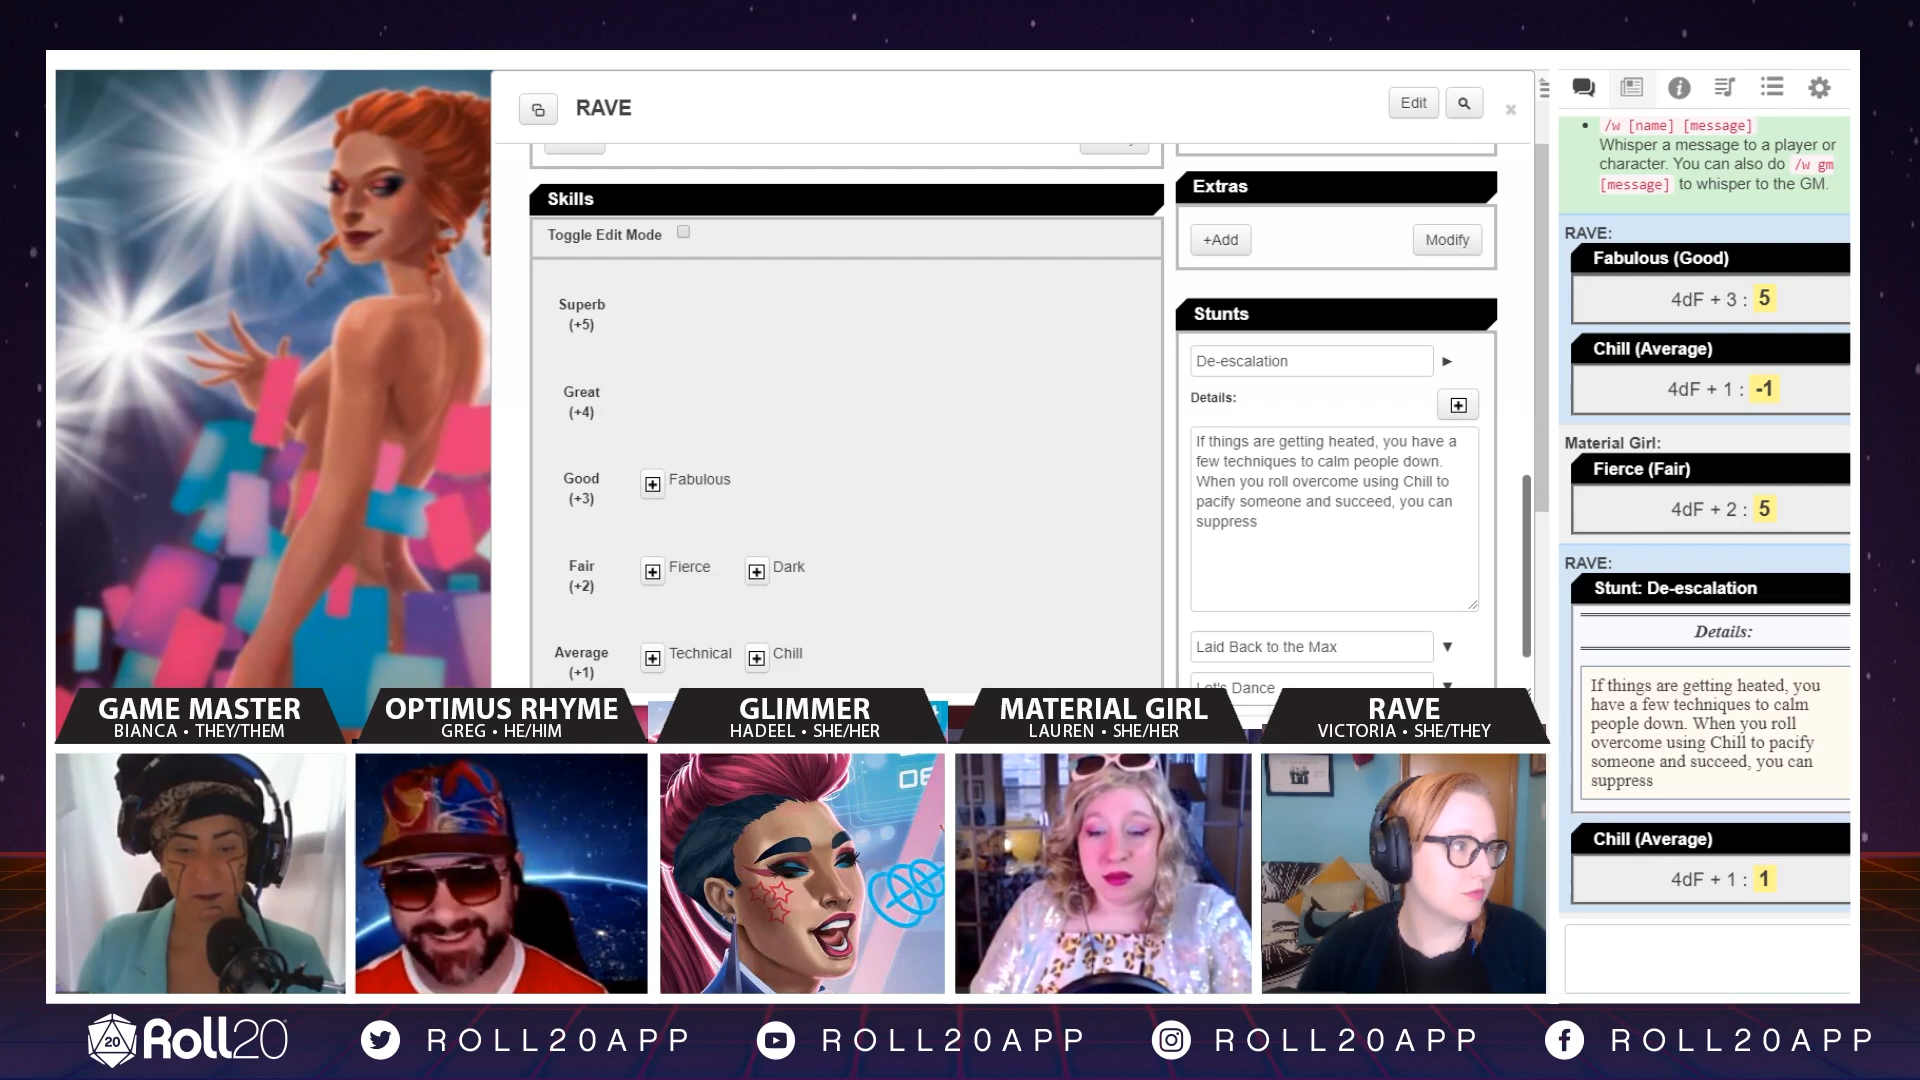 RAVE
Edit
Skills
Toggle Edit Mode
Superb
(+5)
Great
(+4)
Good
(+3)
Fabulous
Fair
(+2)
Fierce
Dark
Average
(+1)
Technical
Chill
Extras
+Add
Modify
Stunts
De-escalation
Details:
If things are getting heated, you have a
few techniques to calm people down.
When you roll overcome using Chill to
pacify someone and succeed, you can
suppress
Laid Back to the Max
Let's Dance
/w [name] [message]
Whisper a message to a player or
character. You can also do /w gm
[message] to whisper to the GM.
RAVE:
Fabulous (Good)
4dF + 3 : 5
Chill (Average)
4dF + 1 : -1
Material Girl:
Fierce (Fair)
4dF + 2 : 5
RAVE:
Stunt: De-escalation
Details:
If things are getting heated, you
have a few techniques to calm
people down. When you roll
overcome using Chill to pacify
someone and succeed, you can
suppress
Chill (Average)
4dF + 1 : 1
GAME MASTER
BIANCA • THEY/THEM
OPTIMUS RHYME
GREG • HE/HIM
GLIMMER
HADEEL • SHE/HER
MATERIAL GIRL
LAUREN • SHE/HER
RAVE
VICTORIA • SHE/THEY
06
20 Roll20
ROLL20APP
ROLL20APP
ROLL20APP
ROLL20APP